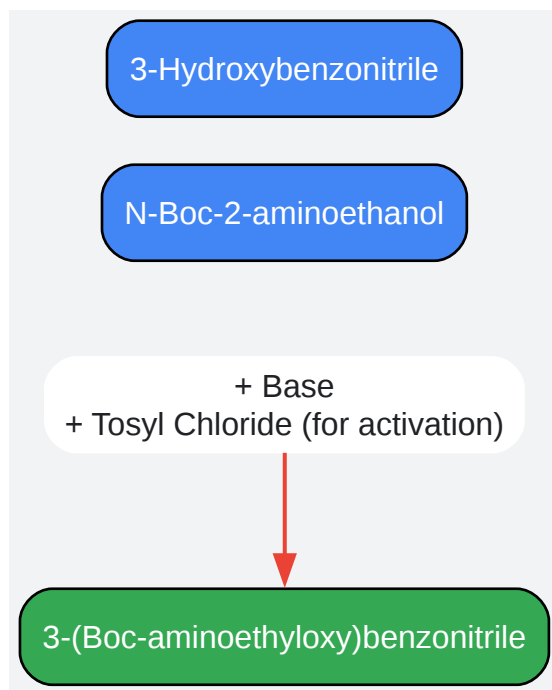 3-Hydroxybenzonitrile
N-Boc-2-aminoethanol
+ Base
+ Tosyl Chloride (for activation)
3-(Boc-aminoethyloxy)benzonitrile